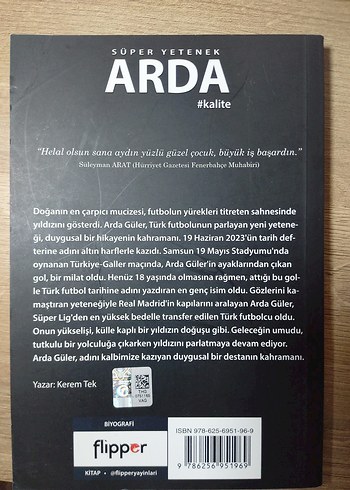 SÜPER YETENEK
ARDA
#kalite
"Helal olsun sana aydın yüzlü güzel çocuk, büyük iş başardın."
Süleyman ARAT (Hürriyet Gazetesi Fenerbahçe Muhabiri)
Doğanın en çarpıcı mucizesi, futbolun yürekleri titreten sahnesinde
yıldızını gösterdi. Arda Güler, Türk futbolunun parlayan yeni yetene-
ği, duygusal bir hikayenin kahramanı. 19 Haziran 2023'ün tarih def-
terine adını altın harflerle kazıdı. Samsun 19 Mayıs Stadyumu'nda
oynanan Türkiye-Galler maçında, Arda Güler'in ayaklarından çıkan
gol, bir milat oldu. Henüz 18 yaşında olmasına rağmen, attığı bu gol-
le Türk futbol tarihine adını yazdıran en genç isim oldu. Gözlerini ka-
maştıran yeteneğiyle Real Madrid'in kapılarını aralayan Arda Güler,
Süper Lig'den en yüksek bedelle transfer edilen Türk futbolcu oldu.
Onun yükselişi, külle kaplı bir yıldızın doğuşu gibi. Geleceğin umudu,
tutkulu bir yolculuğa çıkarken yıldızını parlatmaya devam ediyor.
Arda Güler, adını kalbimize kazıyan duygusal bir destanın kahramanı.
Yazar: Kerem Tek
BİYOGRAFİ
flipper
KİTAP • @flipperyayinlari
ISBN 978-625-6951-96-9
9 786256 951969